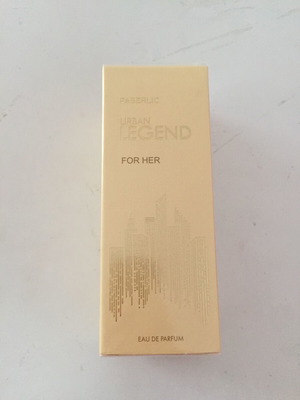 FABERLIC
URBAN
LEGEND
FOR HER
EAU DE PARFUM